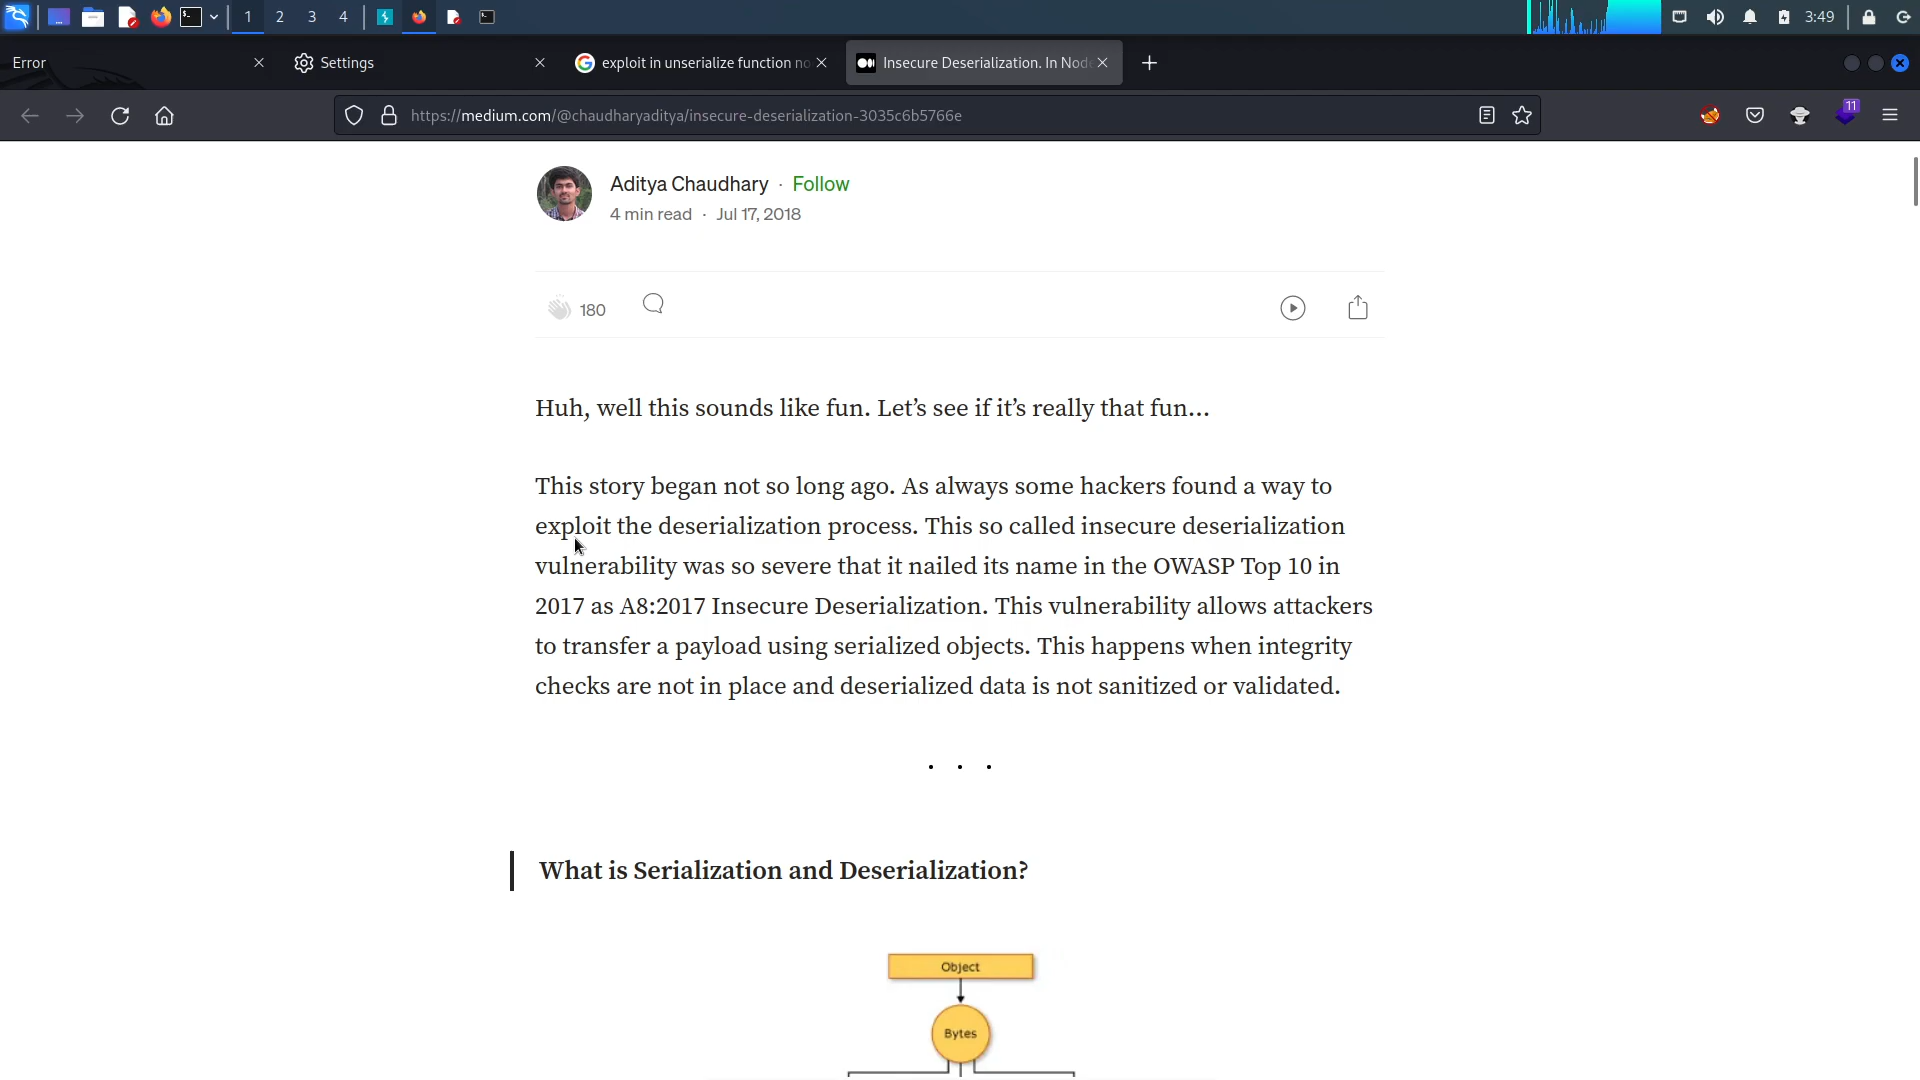 1 2 3 4 3:49
Error Settings exploit in unserialize function no Insecure Deserialization. In Node
https://medium.com/@chaudharyaditya/insecure-deserialization-3035c6b5766e 11
Aditya Chaudhary · Follow
4 min read · Jul 17, 2018
180
Huh, well this sounds like fun. Let’s see if it’s really that fun…
This story began not so long ago. As always some hackers found a way to
exploit the deserialization process. This so called insecure deserialization
vulnerability was so severe that it nailed its name in the OWASP Top 10 in
2017 as A8:2017 Insecure Deserialization. This vulnerability allows attackers
to transfer a payload using serialized objects. This happens when integrity
checks are not in place and deserialized data is not sanitized or validated.
. . .
What is Serialization and Deserialization?
Object
Bytes